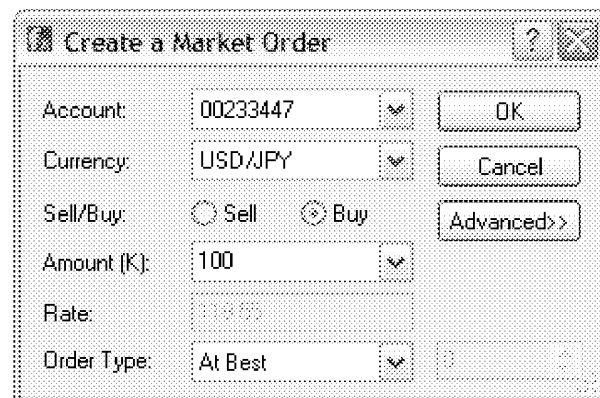 Create a Market Order ?
Account: 00233447 OK
Currency: USD/JPY Cancel
Sell/Buy: Sell Buy Advanced>>
Amount (K): 100
Rate:
Order Type: At Best 0